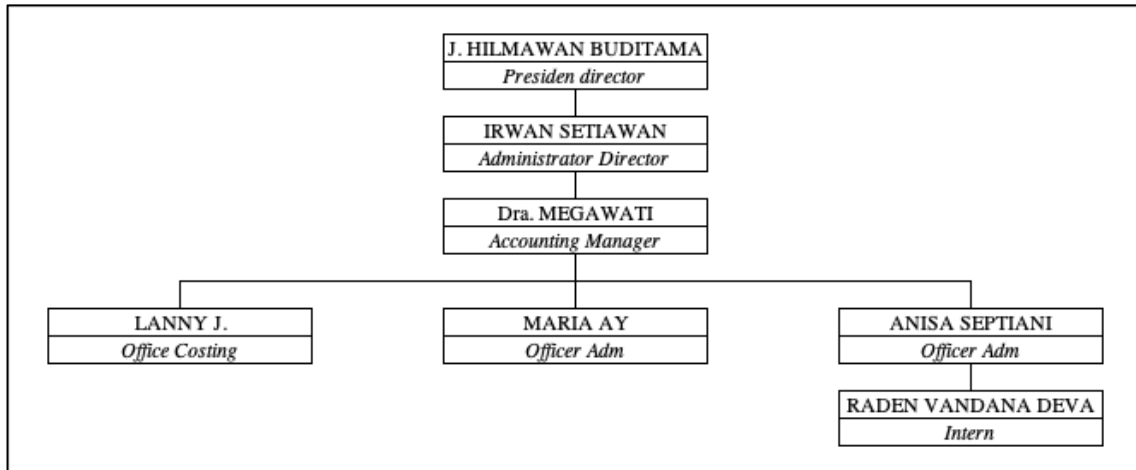 J. HILMAWAN BUDITAMA
Presiden director
IRWAN SETIAWAN
Administrator Director
Dra. MEGAWATI
Accounting Manager
LANNY J.
Office Costing
MARIA AY
Officer Adm
ANISA SEPTIANI
Officer Adm
RADEN VANDANA DEVA
Intern